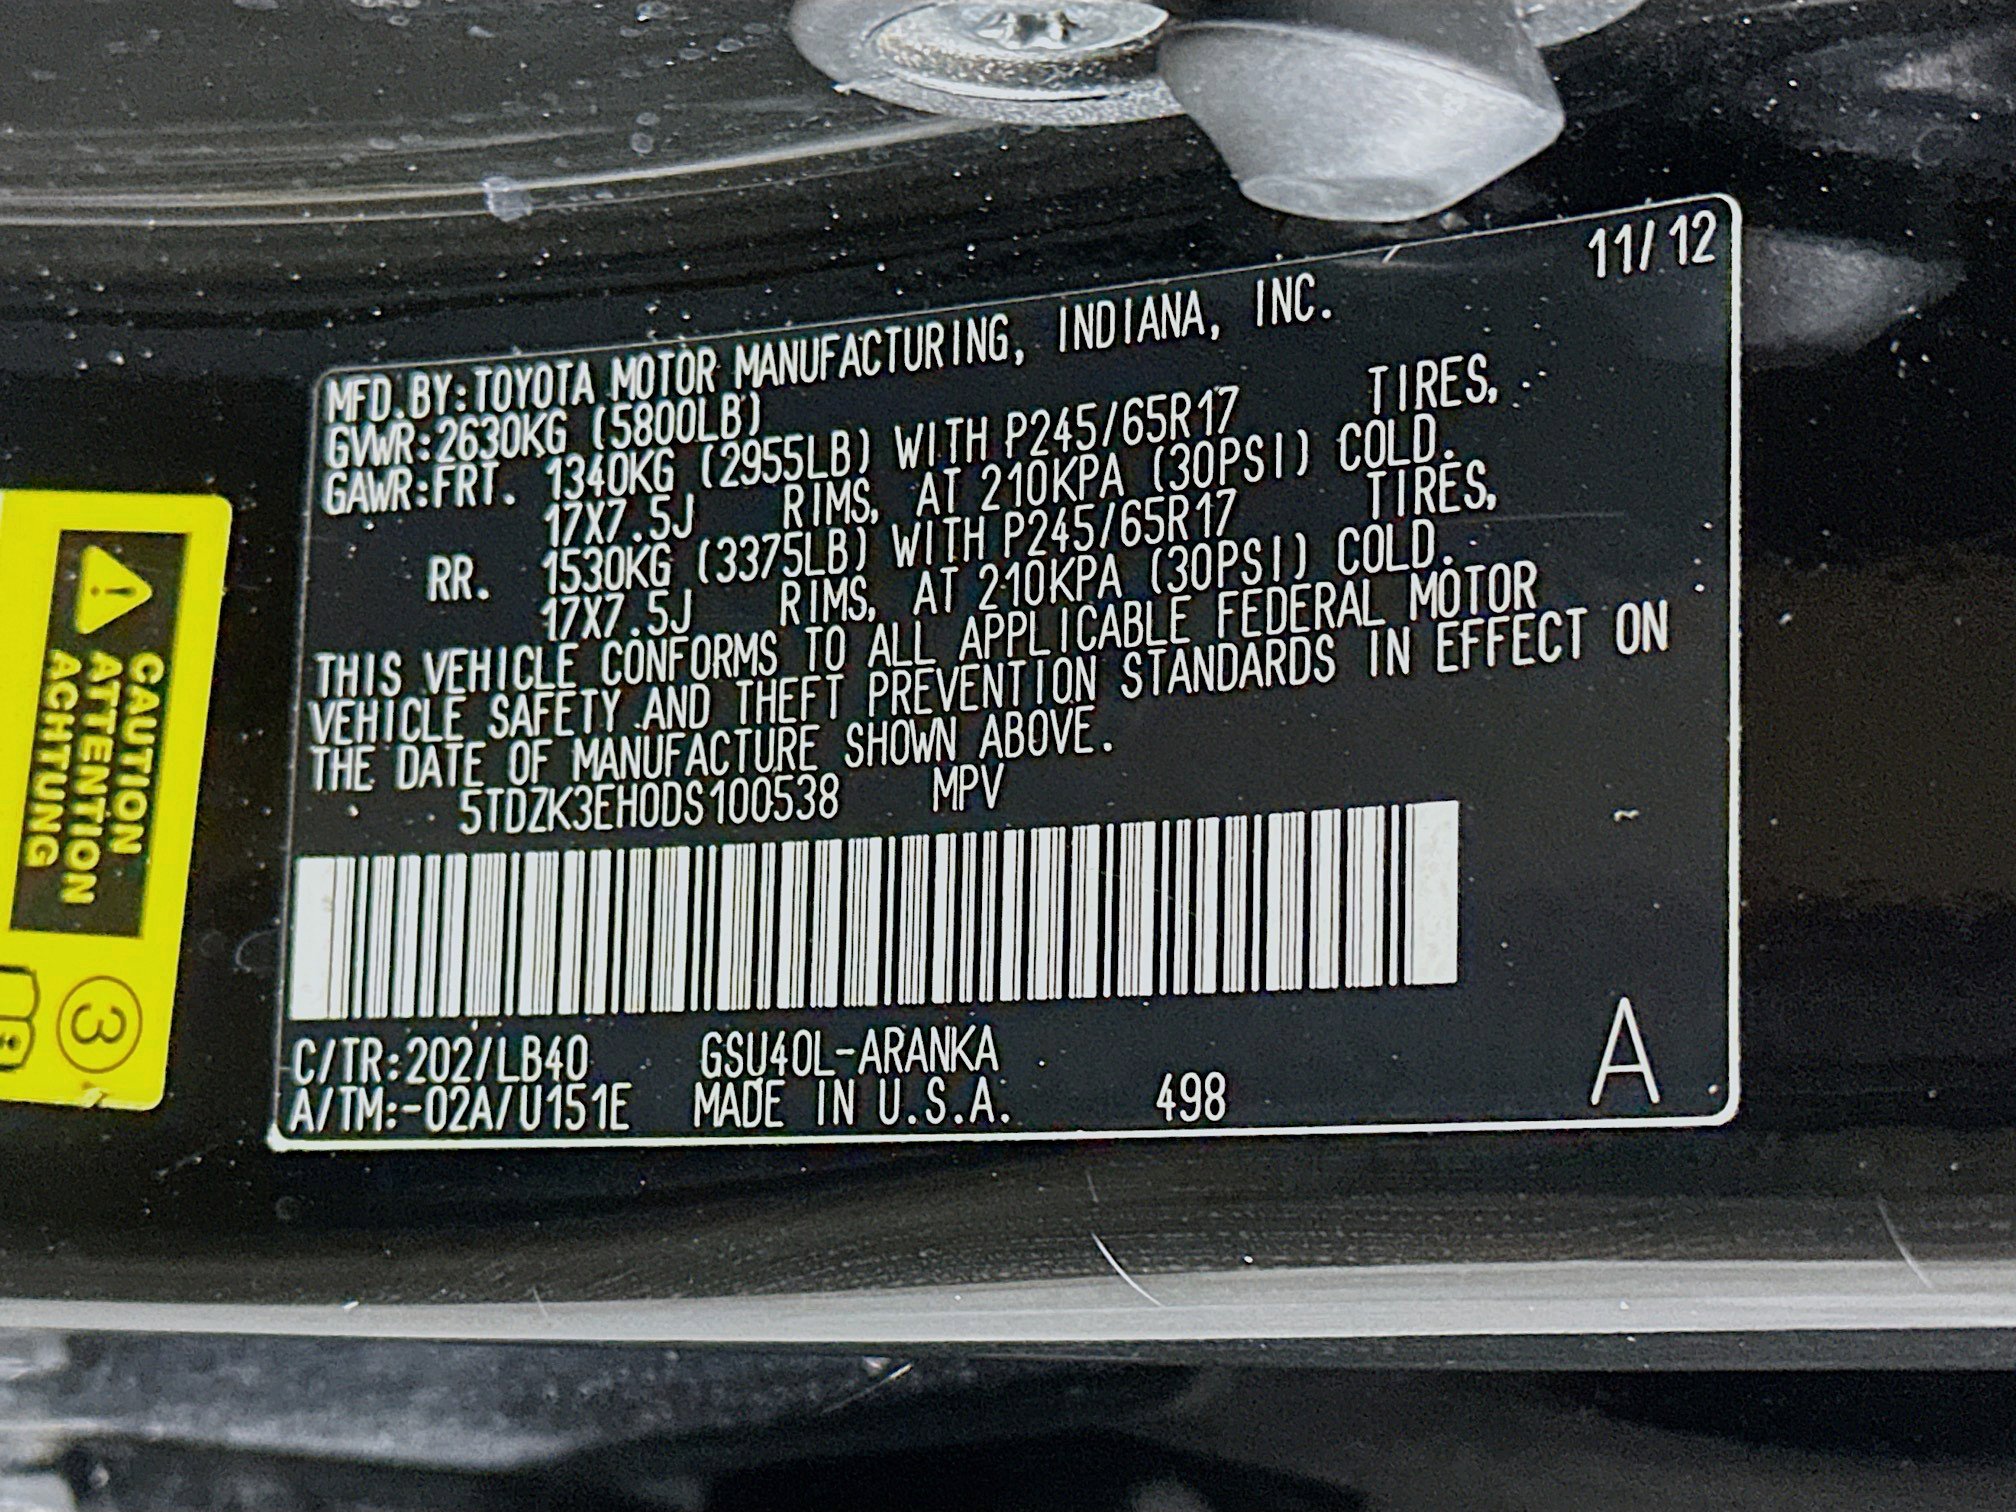 11/12
MFD.BY:TOYOTA MOTOR MANUFACTURING, INDIANA, INC.
GVWR:2630KG (5800LB)
GAWR:FRT. 1340KG (2955LB) WITH P245/65R17 TIRES,
17X7.5J RIMS, AT 210KPA (30PSI) COLD.
RR. 1530KG (3375LB) WITH P245/65R17 TIRES,
17X7.5J RIMS, AT 210KPA (30PSI) COLD.
THIS VEHICLE CONFORMS TO ALL APPLICABLE FEDERAL MOTOR
VEHICLE SAFETY AND THEFT PREVENTION STANDARDS IN EFFECT ON
THE DATE OF MANUFACTURE SHOWN ABOVE.
5TDZK3EH0DS100538 MPV
C/TR:202/LB40 GSU40L-ARANKA
A/TM:-02A/U151E MADE IN U.S.A. 498 A
CAUTION
ATTENTION
ACHTUNG
3